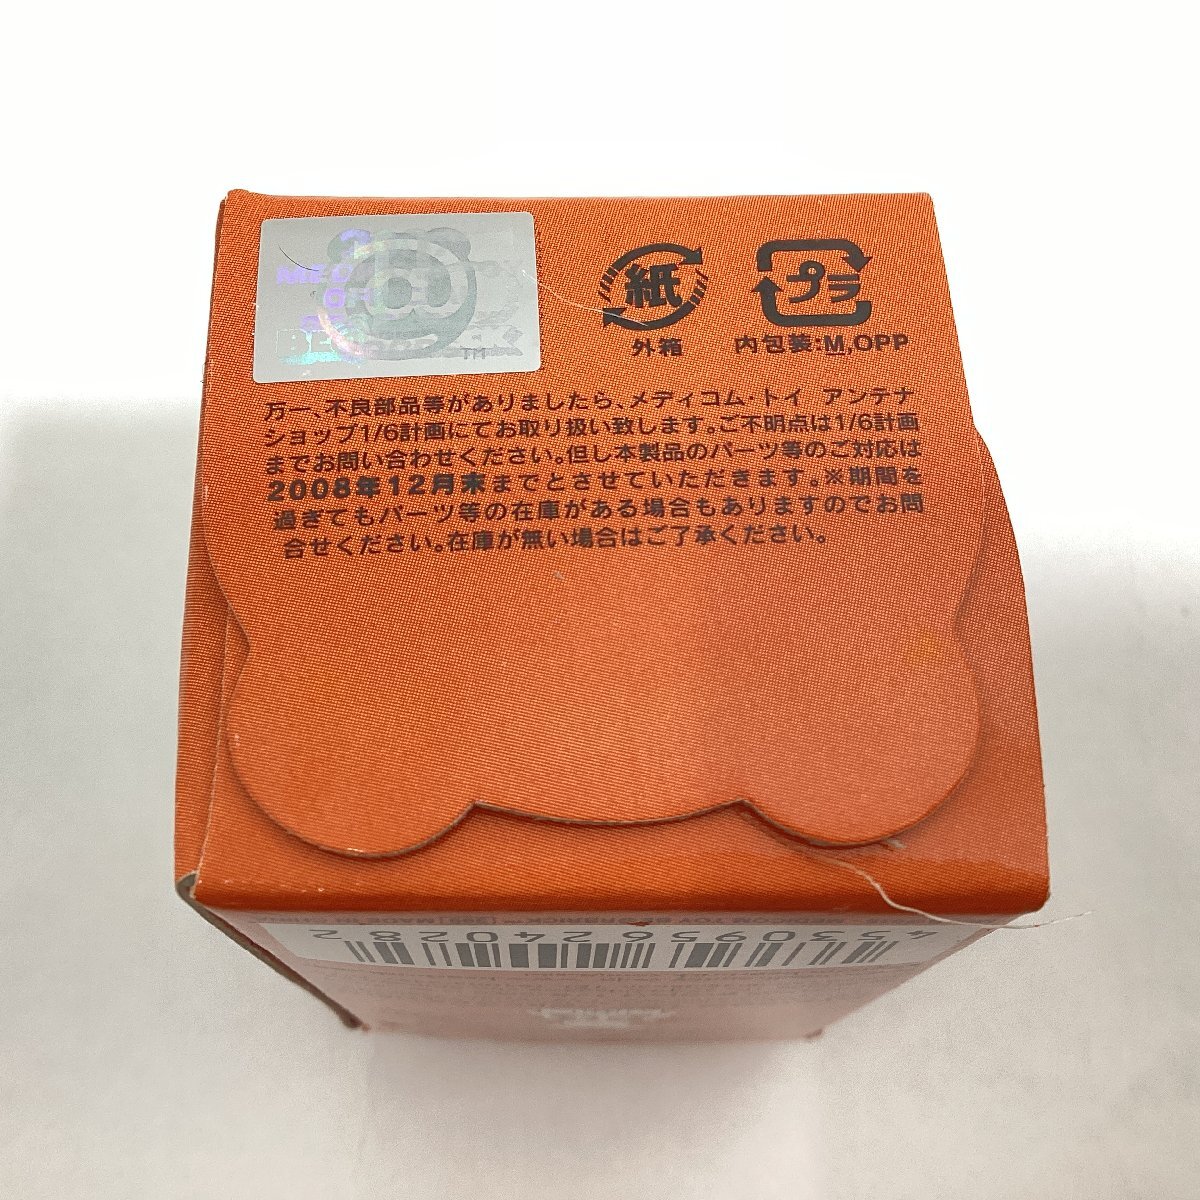 TM
紙
外箱
プラ
内包装:M,OPP
万一、不良部品等がありましたら、メディコム・トイ アンテナ
ショップ1/6計画にてお取り扱い致します。ご不明点は1/6計画
までお問い合わせください。但し本製品のパーツ等のご対応は
2008年12月末までとさせていただきます。※期間を
過ぎてもパーツ等の在庫がある場合もありますのでお問
合せください。在庫が無い場合はご了承ください。
4530956240282